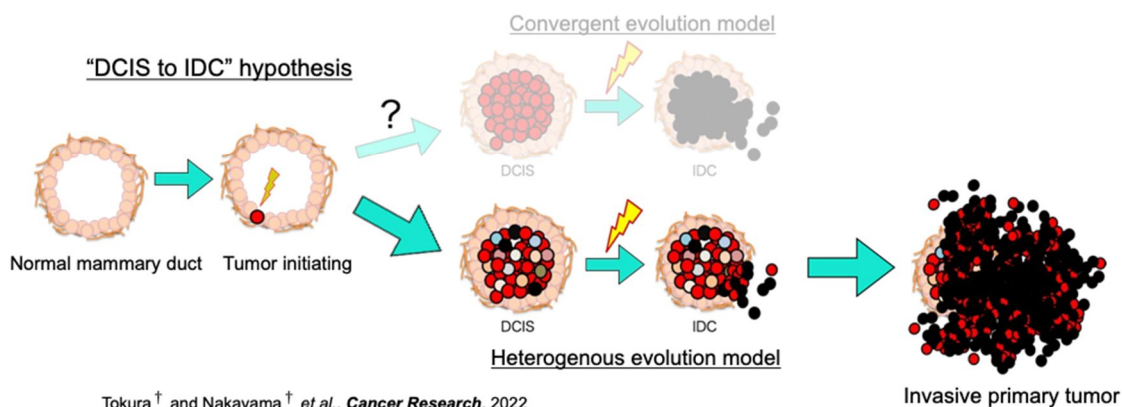 Convergent evolution model
“DCIS to IDC” hypothesis
?
DCIS
IDC
Normal mammary duct
Tumor initiating
DCIS
IDC
Heterogenous evolution model
Invasive primary tumor
Tokura † and Nakayama † et al., Cancer Research, 2022